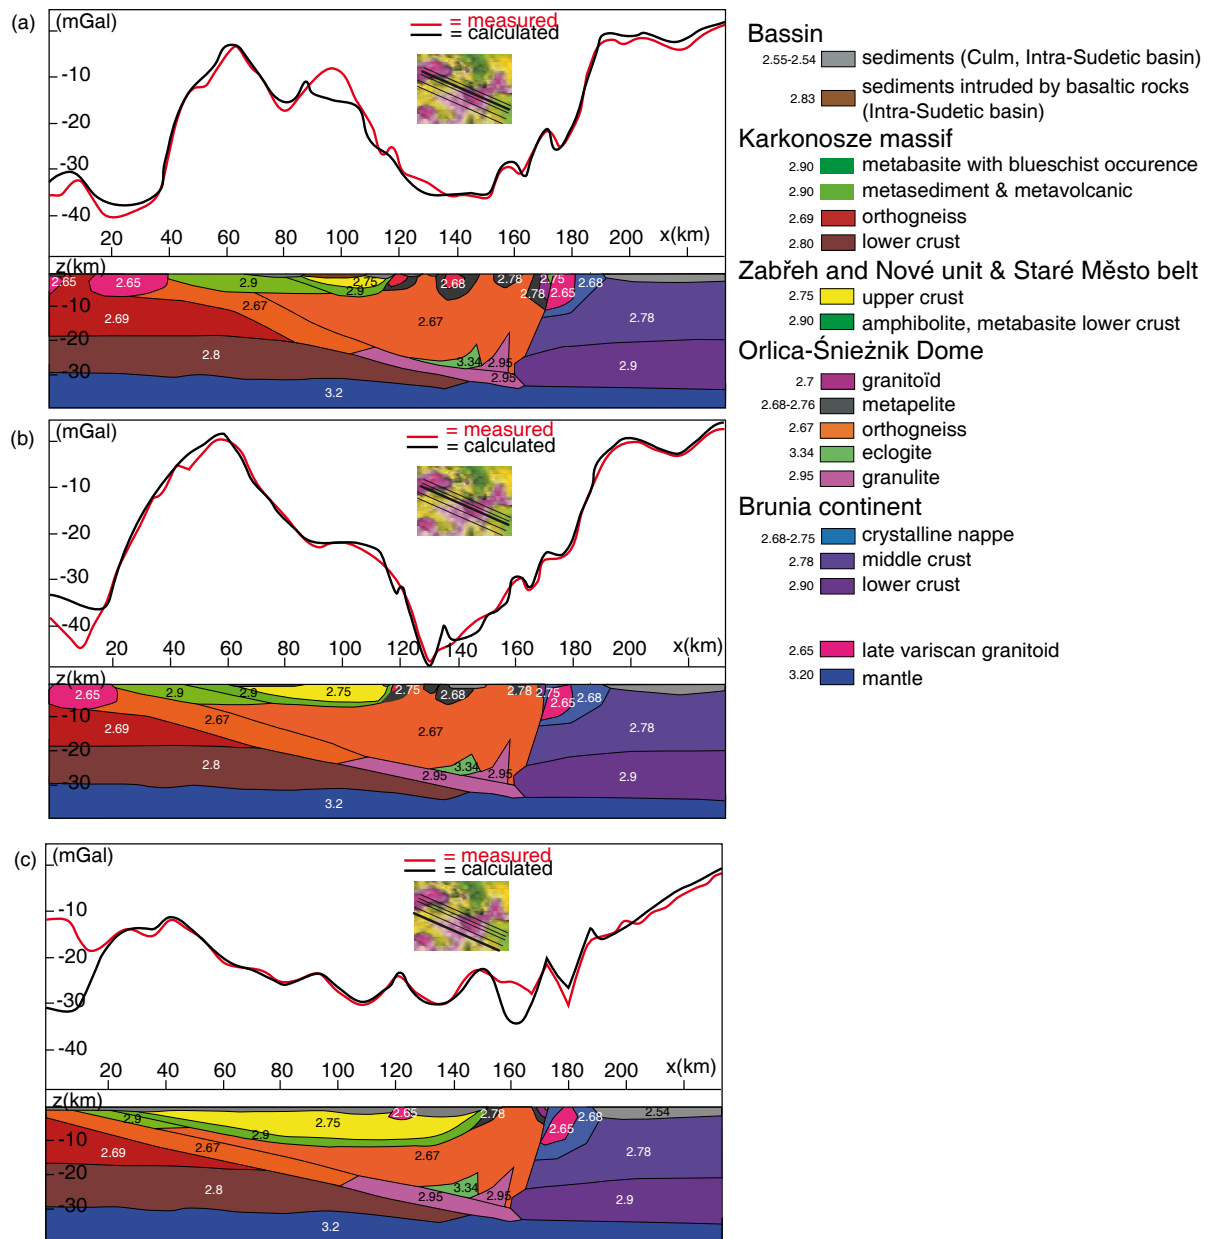 (a)
(mGal)
= measured
= calculated
-10
-20
-30
-40
20 40 60 80 100 120 140 160 180 200 x(km)
z(km)
2.65 2.65 2.9 2.75 2.9 2.68 2.78 2.78 2.75 2.65 2.68
-10
2.69 2.67 2.67 2.78
-20
2.8 3.34 2.95 2.9
-30
2.95
3.2
(b)
(mGal)
= measured
= calculated
-10
-20
-30
-40
20 40 60 80 100 120 140 160 180 200 x(km)
z(km)
2.65 2.9 2.9 2.75 2.75 2.68 2.78 2.75 2.65 2.68
-10
2.69 2.67 2.67 2.78
-20
2.8 2.95 3.34 2.95 2.9
-30
3.2
(c)
(mGal)
= measured
= calculated
-10
-20
-30
-40
20 40 60 80 100 120 140 160 180 200 x(km)
z(km)
2.9 2.9 2.75 2.65 2.78 2.65 2.68 2.54
-10
2.69 2.67 2.67 2.78
-20
2.8 2.95 3.34 2.95 2.9
-30
3.2
Bassin
2.55-2.54 sediments (Culm, Intra-Sudetic basin)
2.83 sediments intruded by basaltic rocks
(Intra-Sudetic basin)
Karkonosze massif
2.90 metabasite with blueschist occurence
2.90 metasediment & metavolcanic
2.69 orthogneiss
2.80 lower crust
Zabřeh and Nové unit & Staré Město belt
2.75 upper crust
2.90 amphibolite, metabasite lower crust
Orlica-Śnieżnik Dome
2.7 granitoïd
2.68-2.76 metapelite
2.67 orthogneiss
3.34 eclogite
2.95 granulite
Brunia continent
2.68-2.75 crystalline nappe
2.78 middle crust
2.90 lower crust
2.65 late variscan granitoid
3.20 mantle